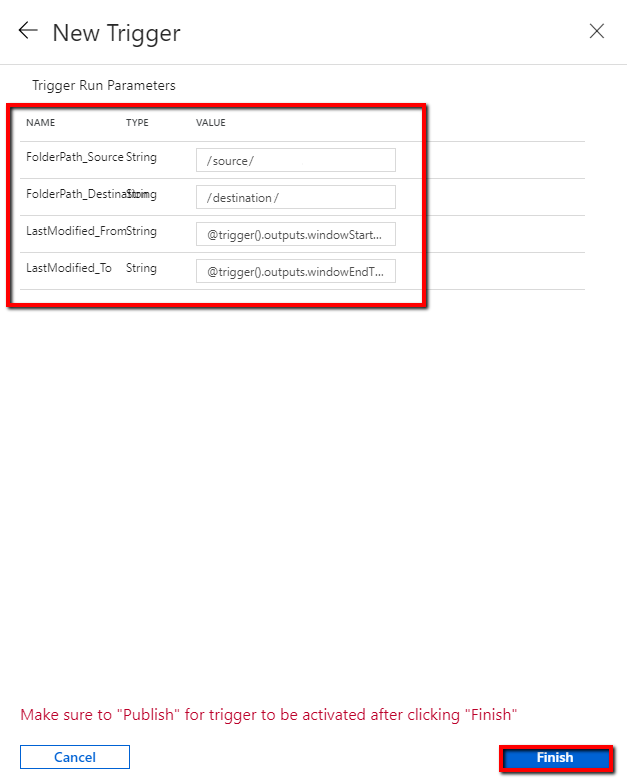 New Trigger
Trigger Run Parameters
NAME TYPE VALUE
FolderPath_Source String /source/
FolderPath_Destination String /destination/
LastModified_From String @trigger().outputs.windowStart...
LastModified_To String @trigger().outputs.windowEndT...
Make sure to "Publish" for trigger to be activated after clicking "Finish"
Cancel Finish